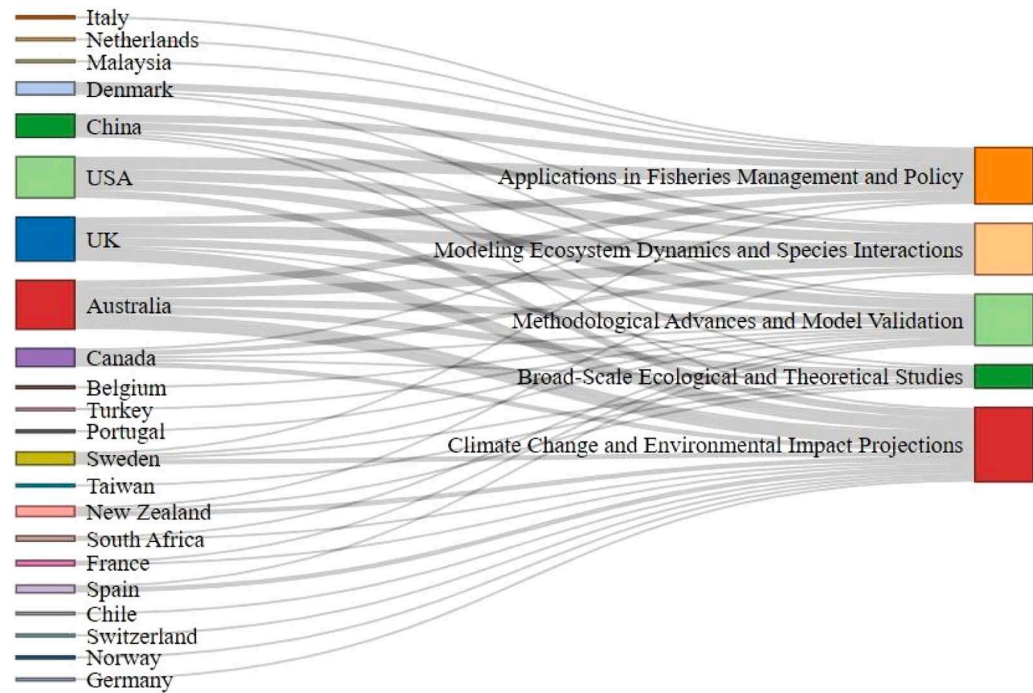 Italy
Netherlands
Malaysia
Denmark
China
USA
UK
Australia
Canada
Belgium
Turkey
Portugal
Sweden
Taiwan
New Zealand
South Africa
France
Spain
Chile
Switzerland
Norway
Germany
Applications in Fisheries Management and Policy
Modeling Ecosystem Dynamics and Species Interactions
Methodological Advances and Model Validation
Broad-Scale Ecological and Theoretical Studies
Climate Change and Environmental Impact Projections